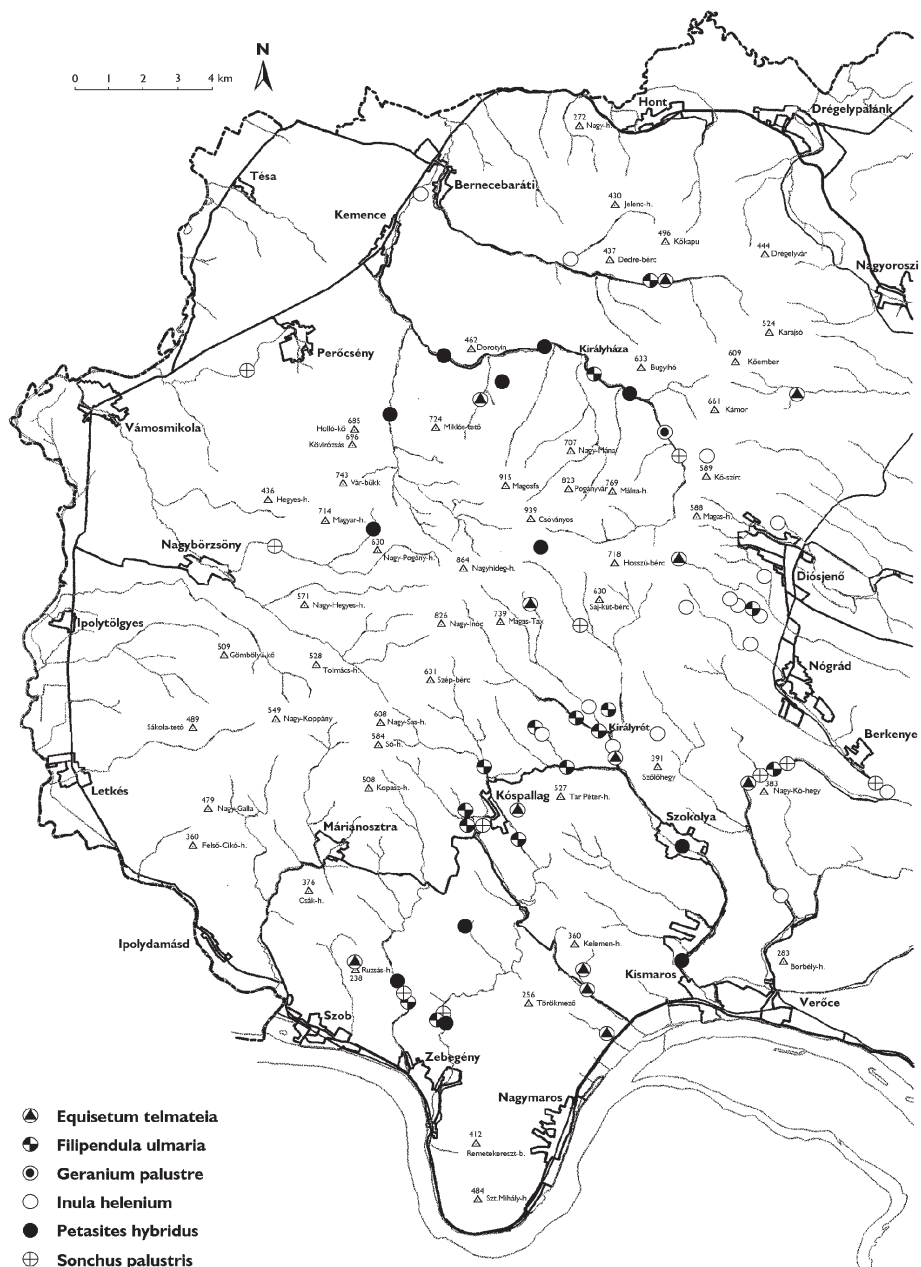 N
0 1 2 3 4 km
Hont
Drégelypalánk
272
Nagy-h.
Tésa
Bernecebaráti
430
Jelenc-h.
Kemence
496
Kőkapu
437
Dedre-bérc
444
Drégelyvár
Nagyoroszi
524
Karajsó
Perőcsény
462
Dorotyin
Királyháza
633
Bugyihó
609
Kőember
Vámosmikola
661
Kámor
685
Holló-kő
696
Kővirózsás
724
Miklós-tető
707
Nagy-Mána
589
Kő-szirt
743
Vár-bükk
915
Magosfa
823
Pogányvár
769
Málna-h.
436
Hegyes-h.
714
Magyar-h.
939
Csóványos
588
Magas-h.
Nagybörzsöny
630
Nagy-Pogány-h.
864
Nagyhideg-h.
718
Hosszú-bérc
Diósjenő
571
Nagy-Hegyes-h.
630
Saj-kút-bérc
Ipolytölgyes
826
Nagy-Inóc
739
Magas-Tax
509
Gömbölyű-kő
528
Tolmács-h.
631
Szép-bérc
Nógrád
549
Nagy-Koppány
608
Nagy-Sas-h.
Királyrét
489
Sákola-tető
584
Só-h.
Berkenye
391
Szőlőhegy
Letkés
508
Kopasz-h.
Kóspallag
527
Tar Péter-h.
383
Nagy-Kő-hegy
479
Nagy-Galla
Márianosztra
Szokolya
360
Felső-Cikó-h.
376
Csák-h.
Ipolydamásd
360
Kelemen-h.
Kismaros
283
Borbély-h.
Ruzsás-h.
238
256
Törökmező
Verőce
Szob
Zebegény
Nagymaros
412
Remetekereszt-b.
484
Szt.Mihály-h.
Equisetum telmateia
Filipendula ulmaria
Geranium palustre
Inula helenium
Petasites hybridus
Sonchus palustris